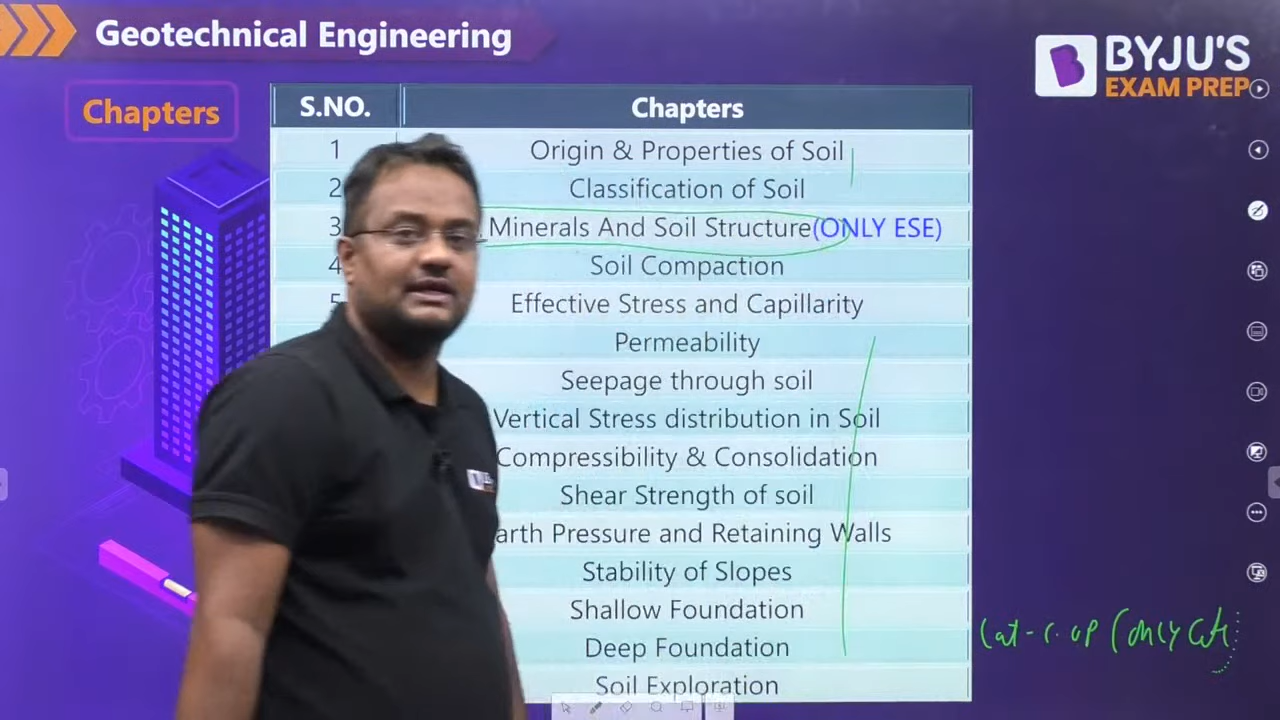 Geotechnical Engineering
BYJU'S
EXAM PREP
Chapters
S.NO. Chapters
1 Origin & Properties of Soil
2 Classification of Soil
3 Minerals And Soil Structure(ONLY ESE)
4 Soil Compaction
5 Effective Stress and Capillarity
Permeability
Seepage through soil
Vertical Stress distribution in Soil
Compressibility & Consolidation
Shear Strength of soil
arth Pressure and Retaining Walls
Stability of Slopes
Shallow Foundation
Deep Foundation
Soil Exploration